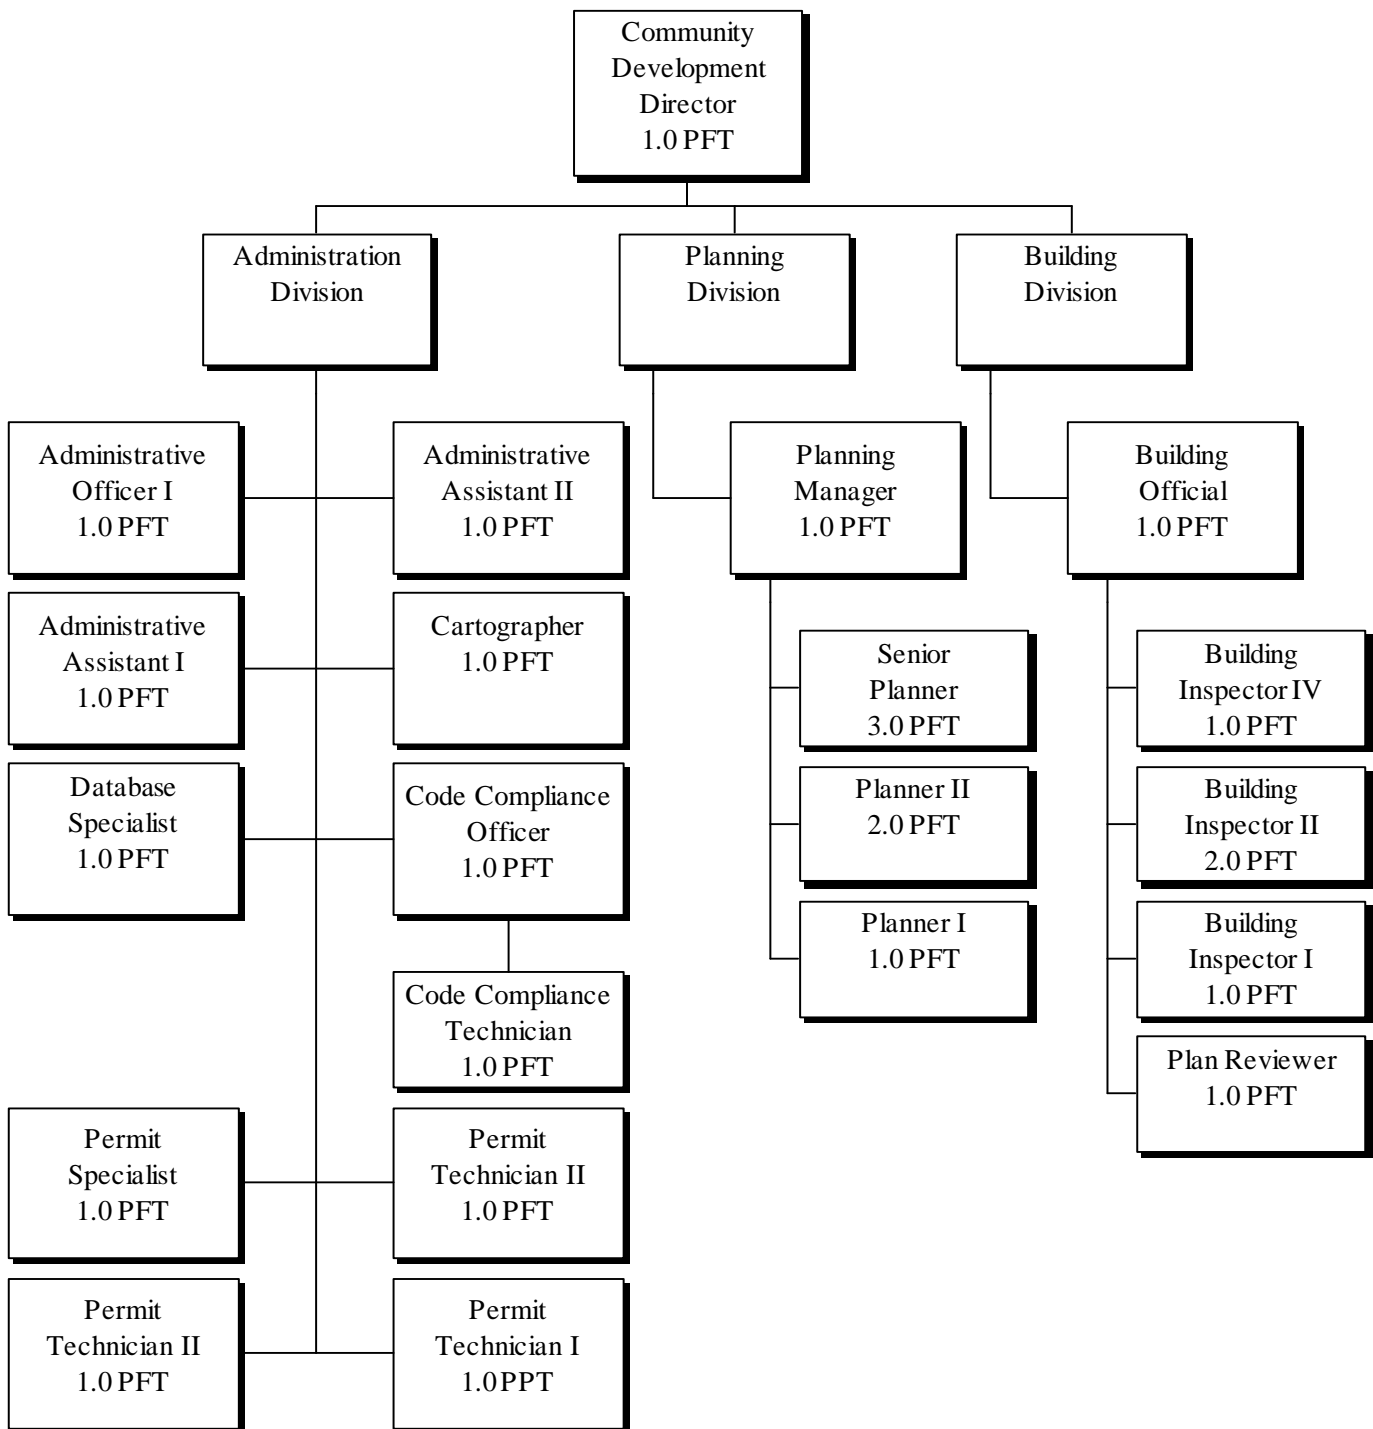 Community
Development
Director
1.0 PFT
Administration
Division
Planning
Division
Building
Division
Administrative
Officer I
1.0 PFT
Administrative
Assistant II
1.0 PFT
Planning
Manager
1.0 PFT
Building
Official
1.0 PFT
Administrative
Assistant I
1.0 PFT
Cartographer
1.0 PFT
Senior
Planner
3.0 PFT
Building
Inspector IV
1.0 PFT
Database
Specialist
1.0 PFT
Code Compliance
Officer
1.0 PFT
Planner II
2.0 PFT
Building
Inspector II
2.0 PFT
Planner I
1.0 PFT
Building
Inspector I
1.0 PFT
Code Compliance
Technician
1.0 PFT
Plan Reviewer
1.0 PFT
Permit
Specialist
1.0 PFT
Permit
Technician II
1.0 PFT
Permit
Technician II
1.0 PFT
Permit
Technician I
1.0 PPT